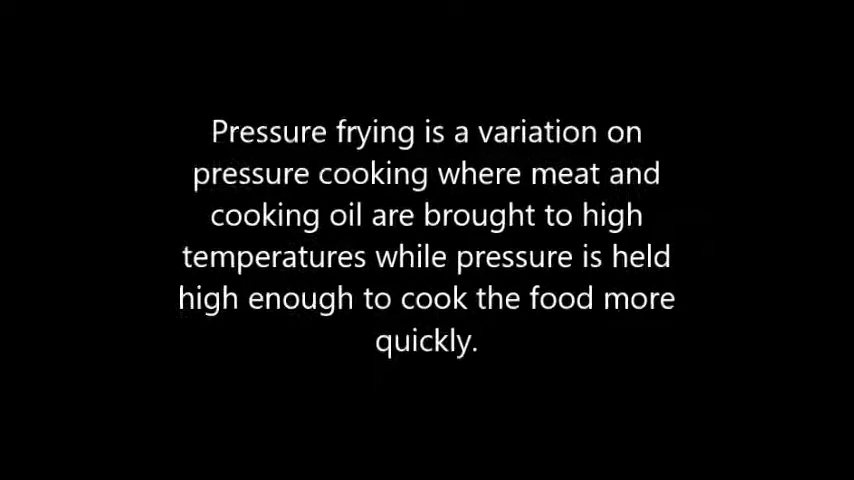 Pressure frying is a variation on
pressure cooking where meat and
cooking oil are brought to high
temperatures while pressure is held
high enough to cook the food more
quickly.